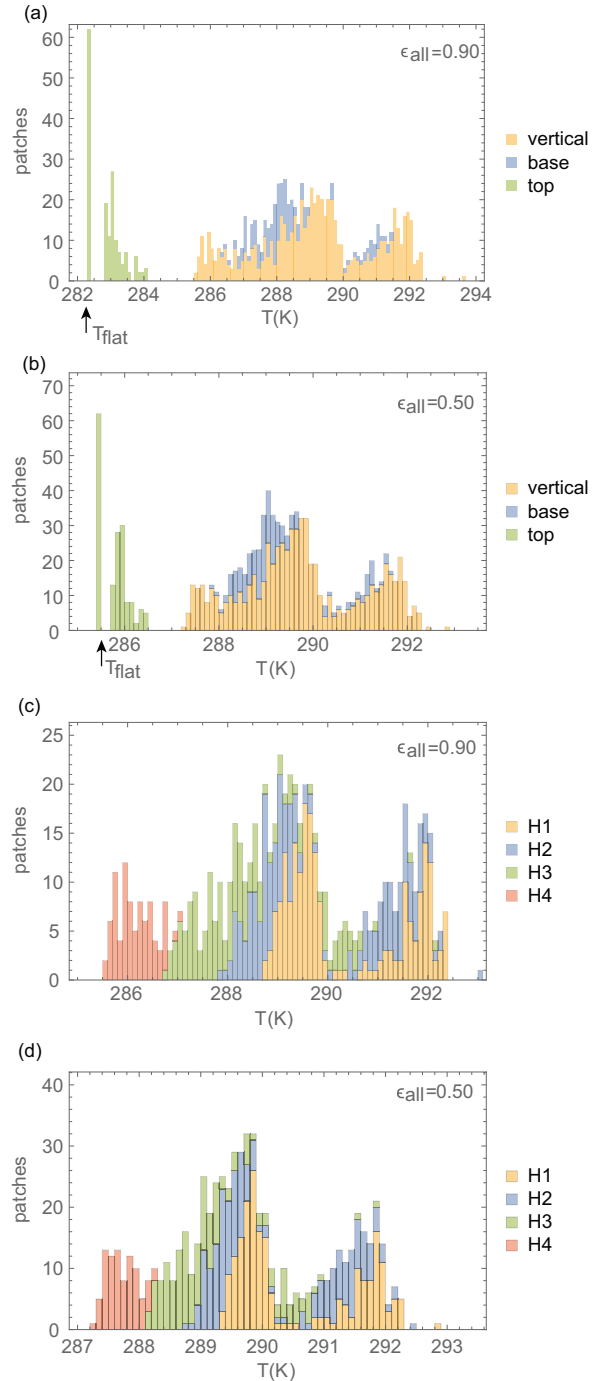 (a)
60
50
40
30
20
10
0
patches
ϵall=0.90
vertical
base
top
282 284 286 288 290 292 294
T(K)
Tflat
(b)
70
60
50
40
30
20
10
0
patches
ϵall=0.50
vertical
base
top
286 288 290 292
T(K)
Tflat
(c)
25
20
15
10
5
0
patches
ϵall=0.90
H1
H2
H3
H4
286 288 290 292
T(K)
(d)
40
30
20
10
0
patches
ϵall=0.50
H1
H2
H3
H4
287 288 289 290 291 292 293
T(K)